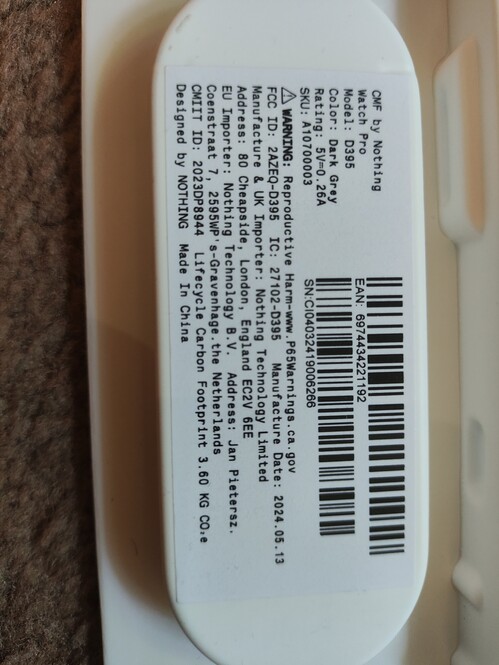 CMF by Nothing
Watch Pro
Model: D395
Color: Dark Grey
Rating: 5V=0.26A
SKU: A10700003
EAN: 6974434221192
SN:CI04032419006266
⚠WARNING: Reproductive Harm-www.P65Warnings.ca.gov
FCC ID: 2AZEQ-D395 IC: 27102-D395 Manufacture Date: 2024.05.13
Manufacture & UK Importer: Nothing Technology Limited
Address: 80 Cheapside, London, England EC2V 6EE
EU Importer: Nothing Technology B.V. Address: Jan Pietersz.
Coenstraat 7, 2595WP's-Gravenhage.the Netherlands
CMIIT ID: 2023DP8944 Lifecycle Carbon Footprint 3.60 KG CO₂e
Designed by NOTHING Made In China